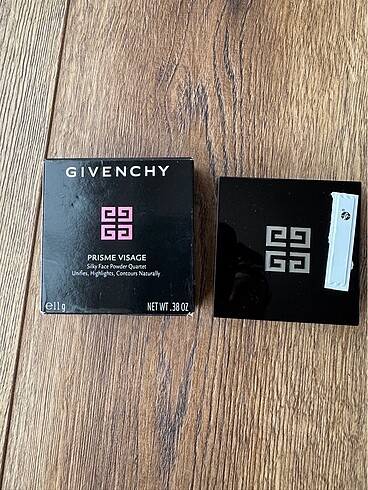 GIVENCHY
PRISME VISAGE
Silky Face Powder Quartet
Unifies, Highlights, Contours Naturally
℮11 g
NET WT .38 OZ